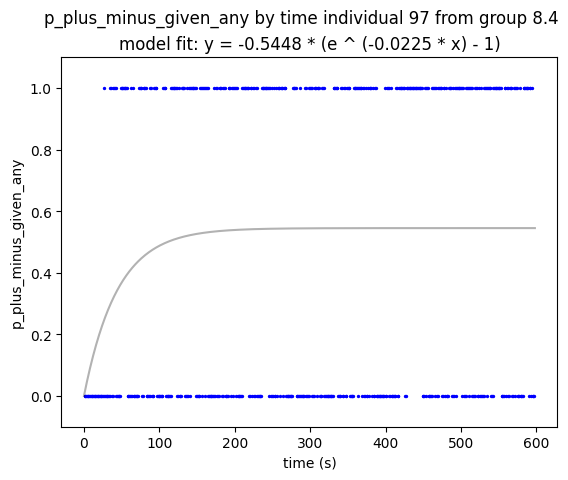 p_plus_minus_given_any by time individual 97 from group 8.4
model fit: y = -0.5448 * (e ^ (-0.0225 * x) - 1)
1.0
0.8
0.6
0.4
0.2
0.0
p_plus_minus_given_any
0 100 200 300 400 500 600
time (s)